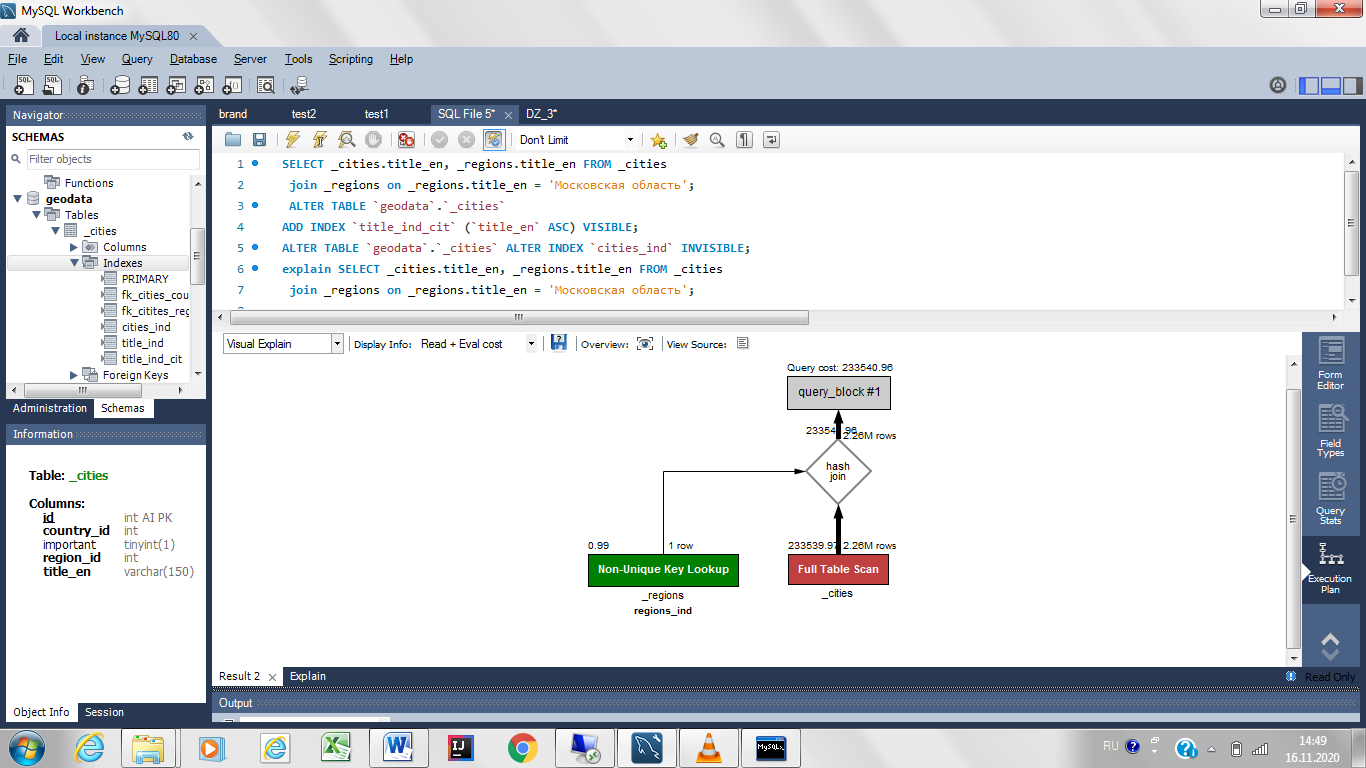 MySQL Workbench
Local instance MySQL80
File Edit View Query Database Server Tools Scripting Help
Navigator
SCHEMAS
Filter objects
Functions
geodata
Tables
_cities
Columns
Indexes
PRIMARY
fk_cities_cou
fk_citites_reg
cities_ind
title_ind
title_ind_cit
Foreign Keys
Administration Schemas
Information
Table: _cities
Columns:
id int AI PK
country_id int
important tinyint(1)
region_id int
title_en varchar(150)
Object Info Session
brand test2 test1 SQL File 5* DZ_3*
Don't Limit
1 SELECT _cities.title_en, _regions.title_en FROM _cities
2 join _regions on _regions.title_en = 'Московская область';
3 ALTER TABLE `geodata`.`_cities`
4 ADD INDEX `title_ind_cit` (`title_en` ASC) VISIBLE;
5 ALTER TABLE `geodata`.`_cities` ALTER INDEX `cities_ind` INVISIBLE;
6 explain SELECT _cities.title_en, _regions.title_en FROM _cities
7 join _regions on _regions.title_en = 'Московская область';
Visual Explain Display Info: Read + Eval cost Overview: View Source:
Query cost: 233540.96
query_block #1
233540.96 2.26M rows
hash
join
0.99 1 row
233539.97 2.26M rows
Non-Unique Key Lookup
Full Table Scan
_regions
_cities
regions_ind
Form
Editor
Field
Types
Query
Stats
Execution
Plan
Result 2 Explain
Read Only
Output
RU
14:49
16.11.2020